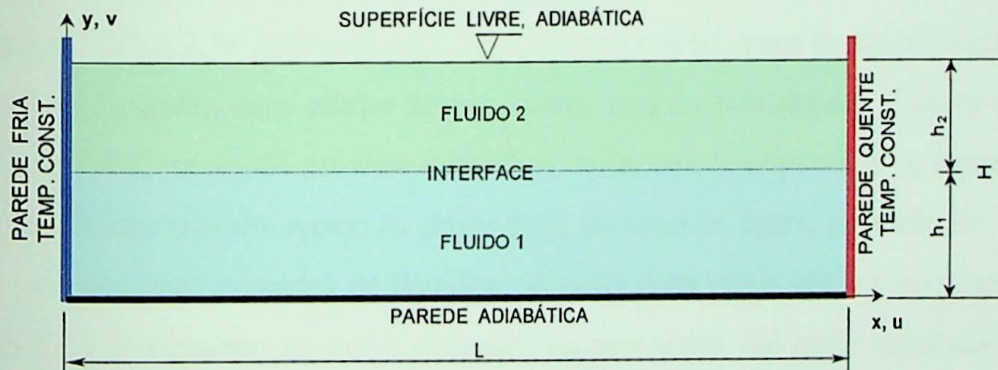 y, v
SUPERFÍCIE LIVRE, ADIABÁTICA
PAREDE FRIA
TEMP. CONST.
FLUIDO 2
INTERFACE
FLUIDO 1
PAREDE QUENTE
TEMP. CONST.
h₂
h₁
H
PAREDE ADIABÁTICA
x, u
L